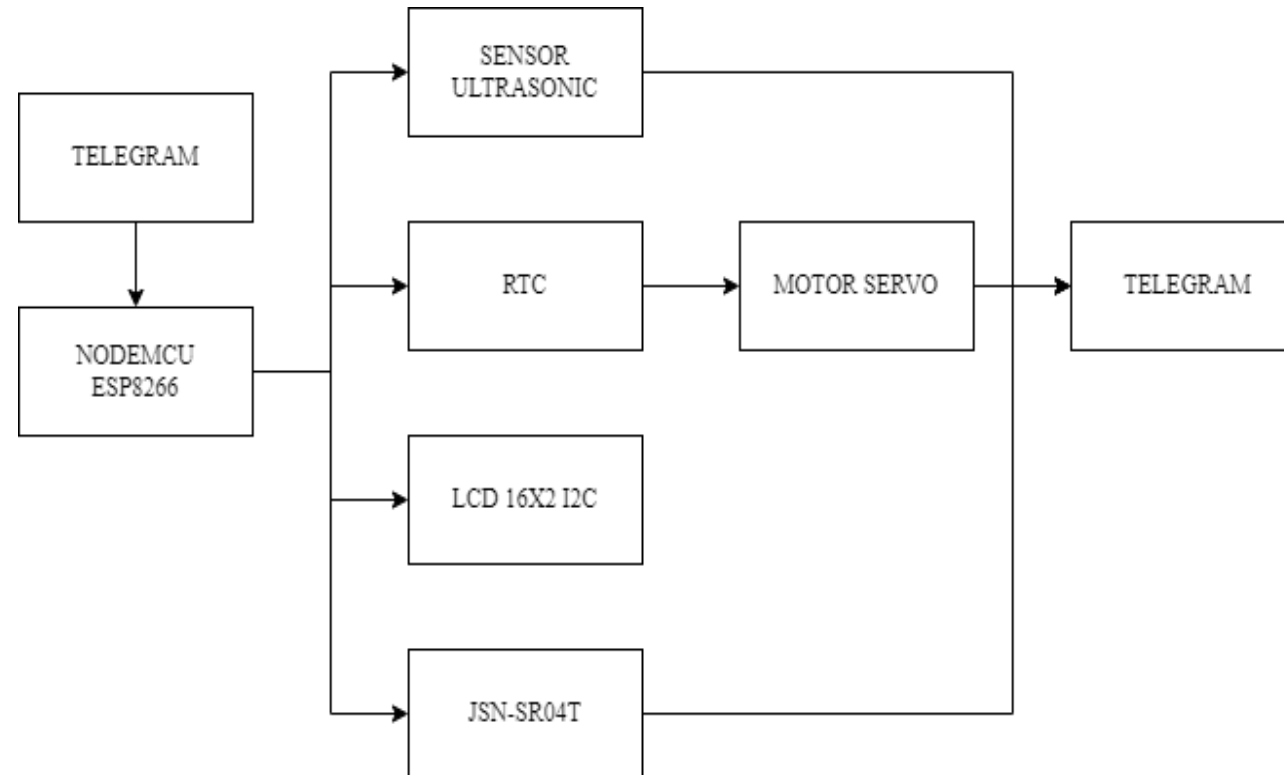 SENSOR
ULTRASONIC
TELEGRAM
RTC
MOTOR SERVO
TELEGRAM
NODEMCU
ESP8266
LCD 16X2 I2C
JSN-SR04T